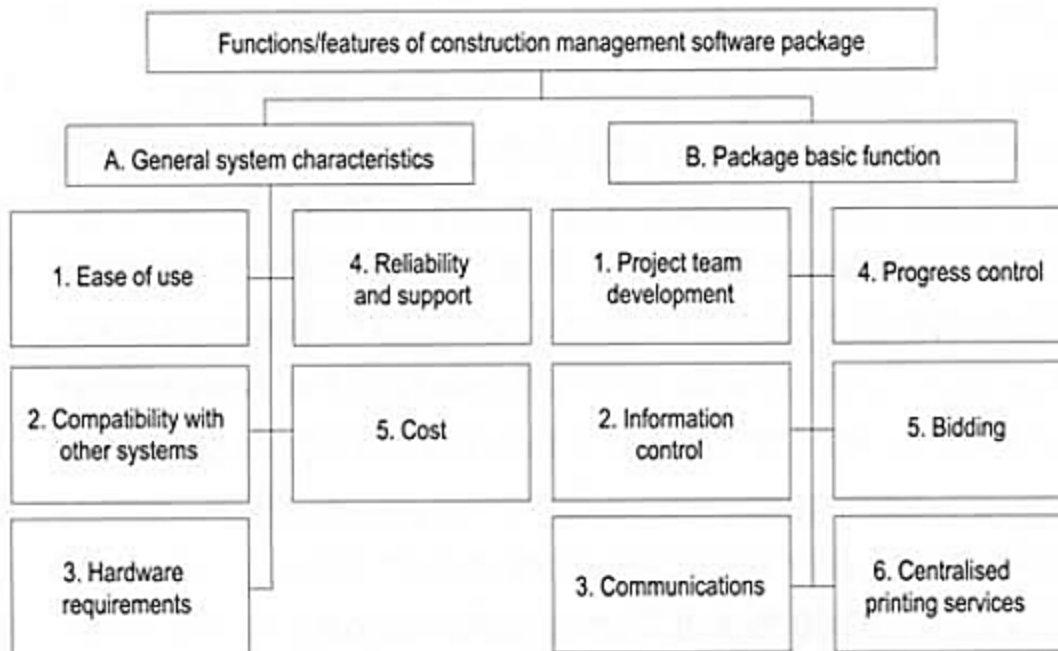 Functions/features of construction management software package
A. General system characteristics
B. Package basic function
1. Ease of use
4. Reliability
and support
2. Compatibility with
other systems
5. Cost
3. Hardware
requirements
1. Project team
development
4. Progress control
2. Information
control
5. Bidding
3. Communications
6. Centralised
printing services